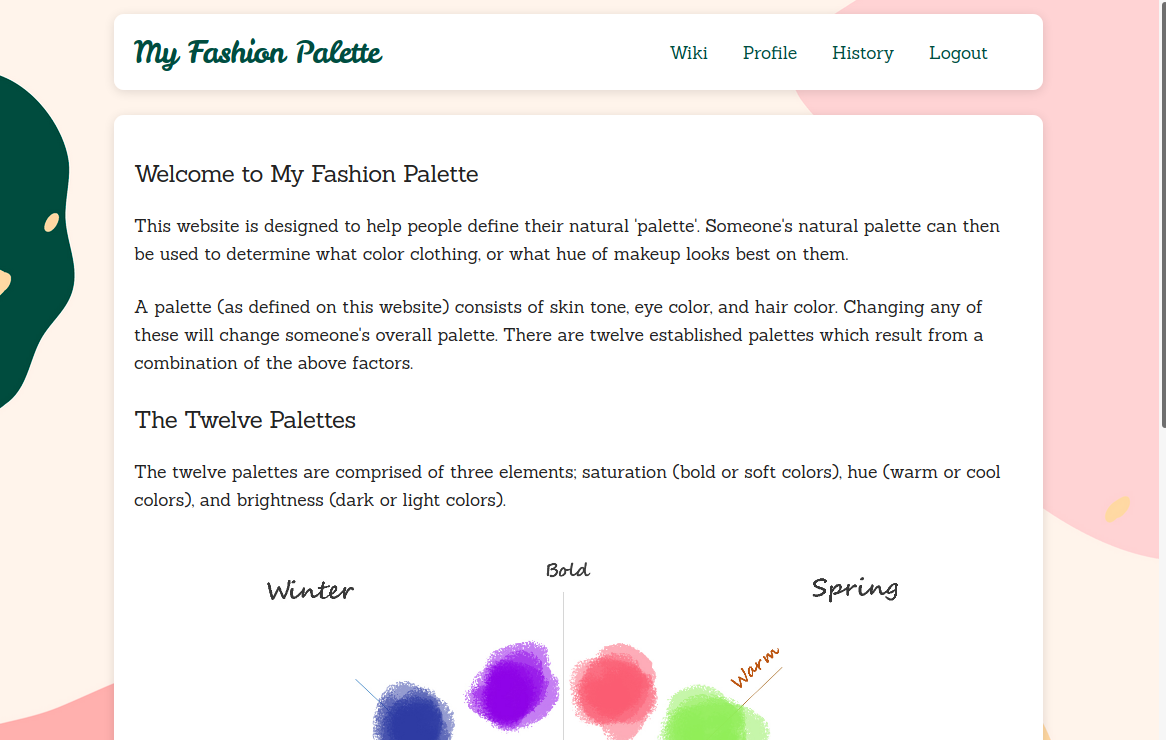 My Fashion Palette
Wiki Profile History Logout
Welcome to My Fashion Palette
This website is designed to help people define their natural 'palette'. Someone's natural palette can then
be used to determine what color clothing, or what hue of makeup looks best on them.
A palette (as defined on this website) consists of skin tone, eye color, and hair color. Changing any of
these will change someone's overall palette. There are twelve established palettes which result from a
combination of the above factors.
The Twelve Palettes
The twelve palettes are comprised of three elements; saturation (bold or soft colors), hue (warm or cool
colors), and brightness (dark or light colors).
Bold
Winter
Spring
Warm